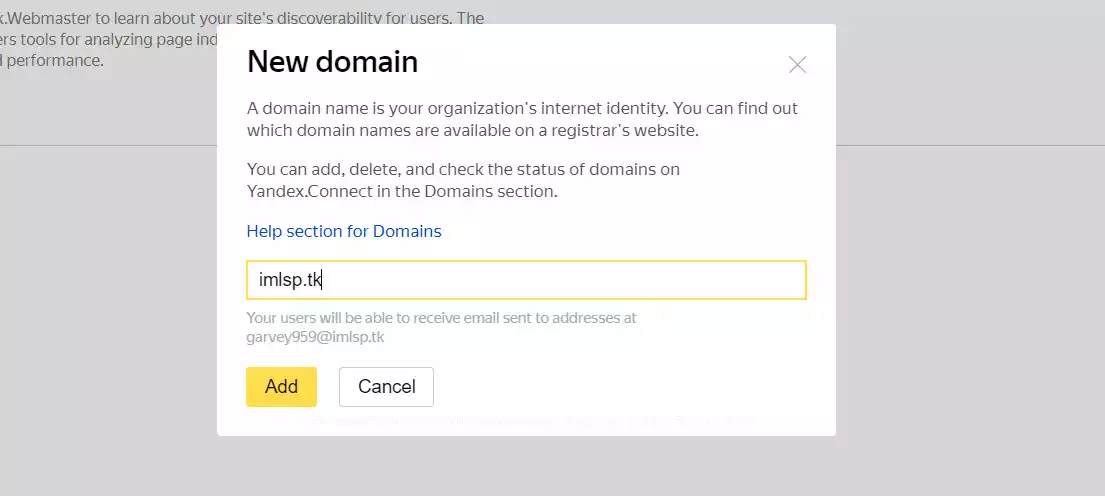 k.Webmaster to learn about your site's discoverability for users. The
ers tools for analyzing page ind
d performance.
New domain
A domain name is your organization's internet identity. You can find out
which domain names are available on a registrar's website.
You can add, delete, and check the status of domains on
Yandex.Connect in the Domains section.
Help section for Domains
imlsp.tk
Your users will be able to receive email sent to addresses at
garvey959@imlsp.tk
Add
Cancel